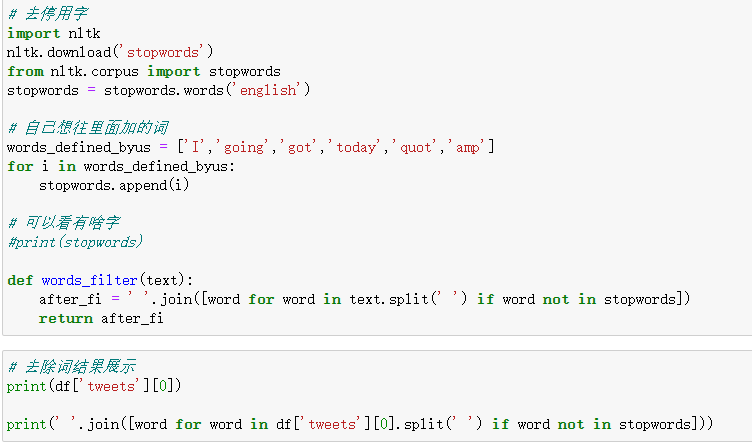 # 去停用字
import nltk
nltk.download('stopwords')
from nltk.corpus import stopwords
stopwords = stopwords.words('english')
# 自己想往里面加的词
words_defined_byus = ['I','going','got','today','quot','amp']
for i in words_defined_byus:
    stopwords.append(i)
# 可以看有啥字
#print(stopwords)
def words_filter(text):
    after_fi = ' '.join([word for word in text.split(' ') if word not in stopwords])
    return after_fi
# 去除词结果展示
print(df['tweets'][0])
print(' '.join([word for word in df['tweets'][0].split(' ') if word not in stopwords]))